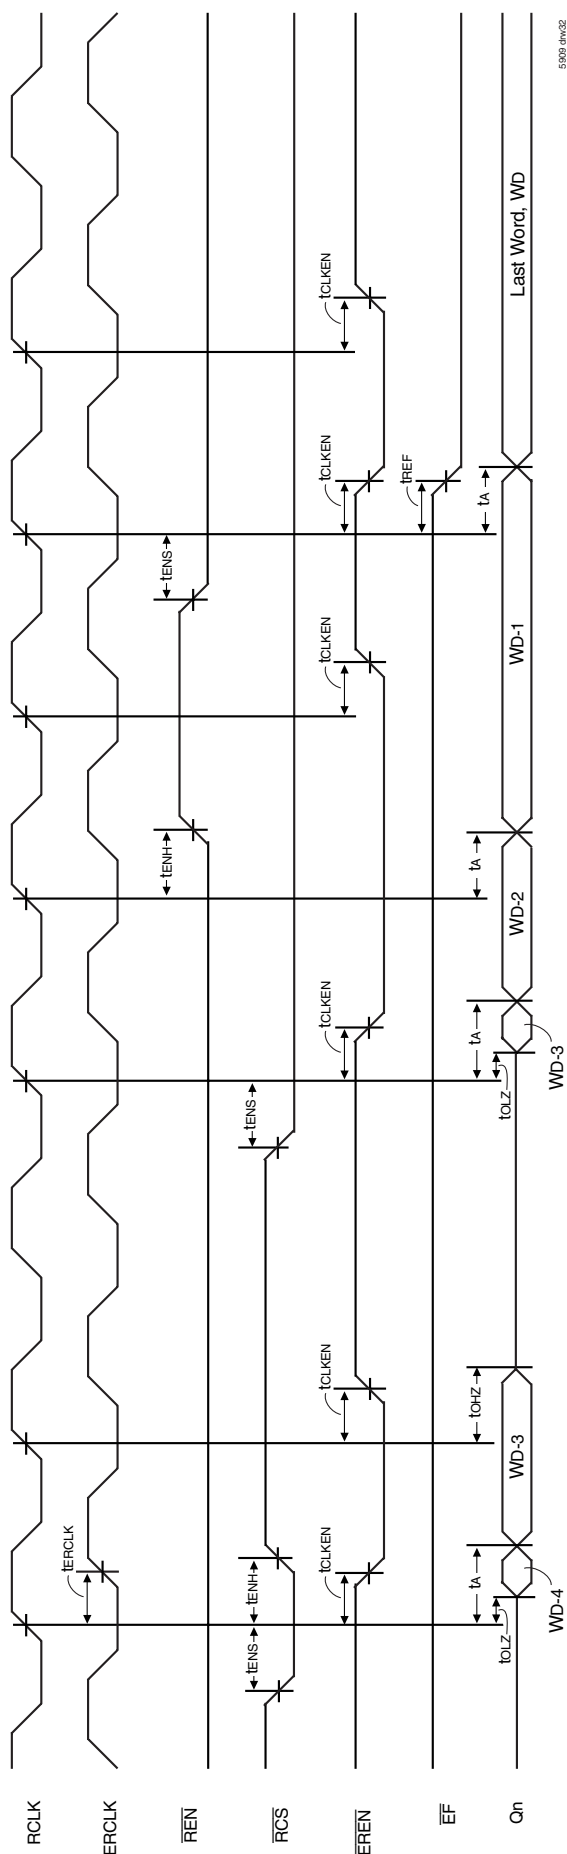 RCLK
ERCLK
tERCLK
REN
tENH
tENS
RCS
tENS
tENH
tENS
EREN
tCLKEN
tCLKEN
tCLKEN
tCLKEN
tCLKEN
tCLKEN
EF
tREF
Qn
tOLZ
tA
WD-4
WD-3
tOHZ
tOLZ
tA
WD-3
WD-2
tA
WD-1
tA
Last Word, WD
5909 drw32